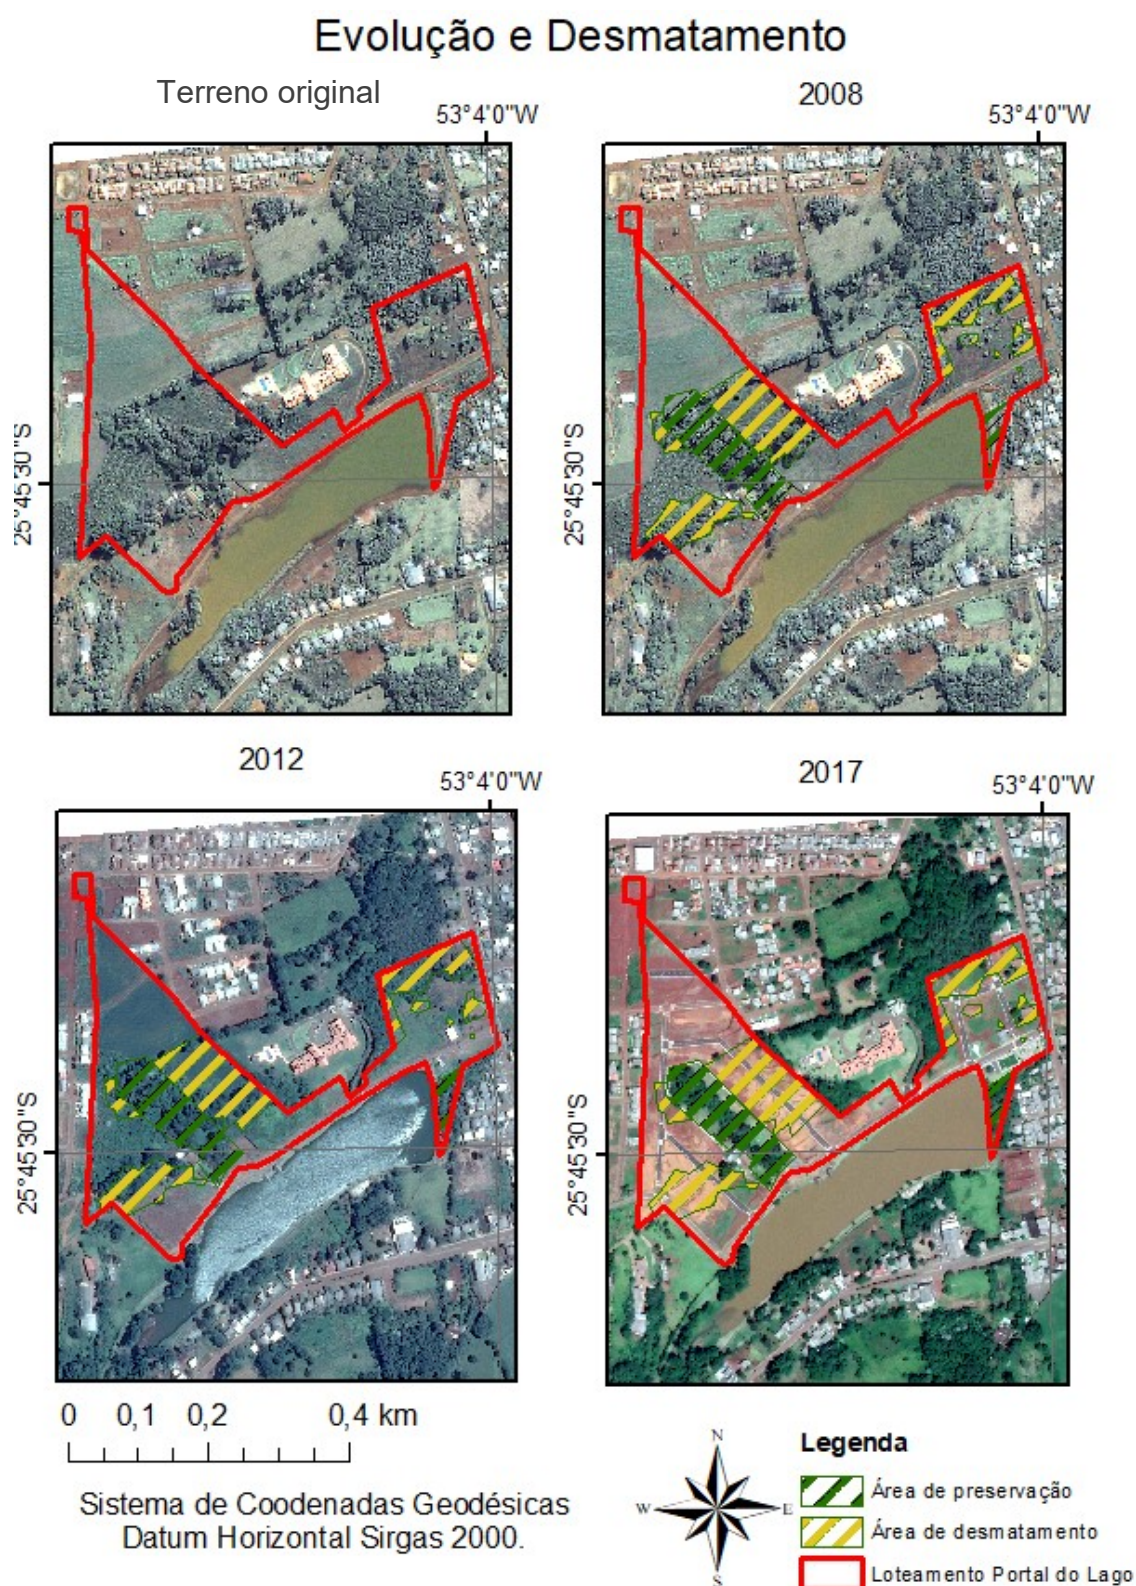 Evolução e Desmatamento
Terreno original
2008
53°4'0"W
53°4'0"W
25°45'30"S
25°45'30"S
2012
2017
53°4'0"W
53°4'0"W
25°45'30"S
25°45'30"S
0 0,1 0,2 0,4 km
Sistema de Coodenadas Geodésicas
Datum Horizontal Sirgas 2000.
N
W E
S
Legenda
Área de preservação
Área de desmatamento
Loteamento Portal do Lago